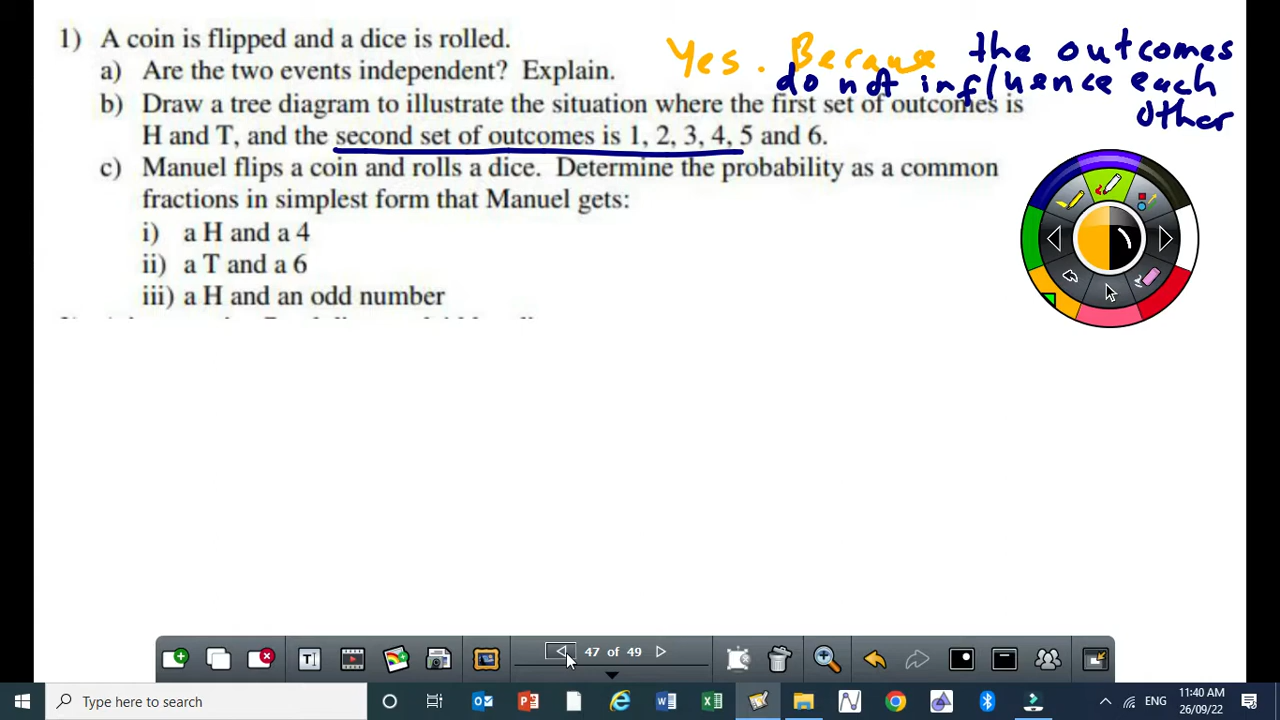 1) A coin is flipped and a dice is rolled.
a) Are the two events independent? Explain.
Yes. Because the outcomes
do not influence each
other
b) Draw a tree diagram to illustrate the situation where the first set of outcomes is
H and T, and the second set of outcomes is 1, 2, 3, 4, 5 and 6.
c) Manuel flips a coin and rolls a dice. Determine the probability as a common
fractions in simplest form that Manuel gets:
i) a H and a 4
ii) a T and a 6
iii) a H and an odd number
47 of 49
Type here to search
ENG
11:40 AM
26/09/22